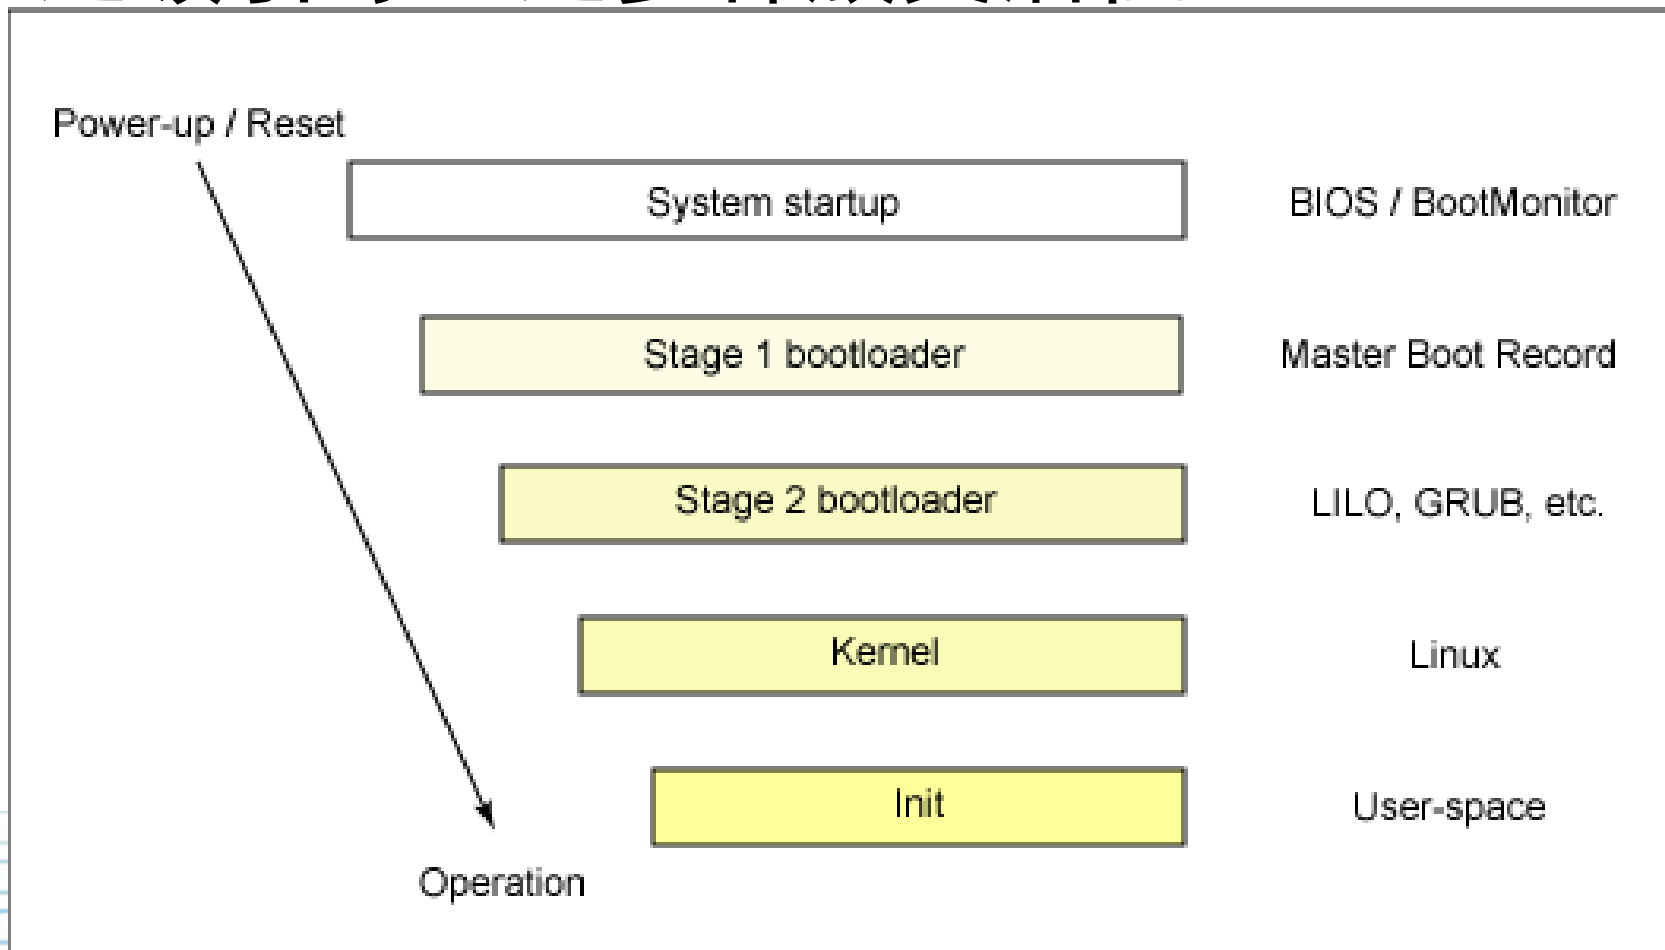 Power-up / Reset
System startup
BIOS / BootMonitor
Stage 1 bootloader
Master Boot Record
Stage 2 bootloader
LILO, GRUB, etc.
Kernel
Linux
Init
User-space
Operation